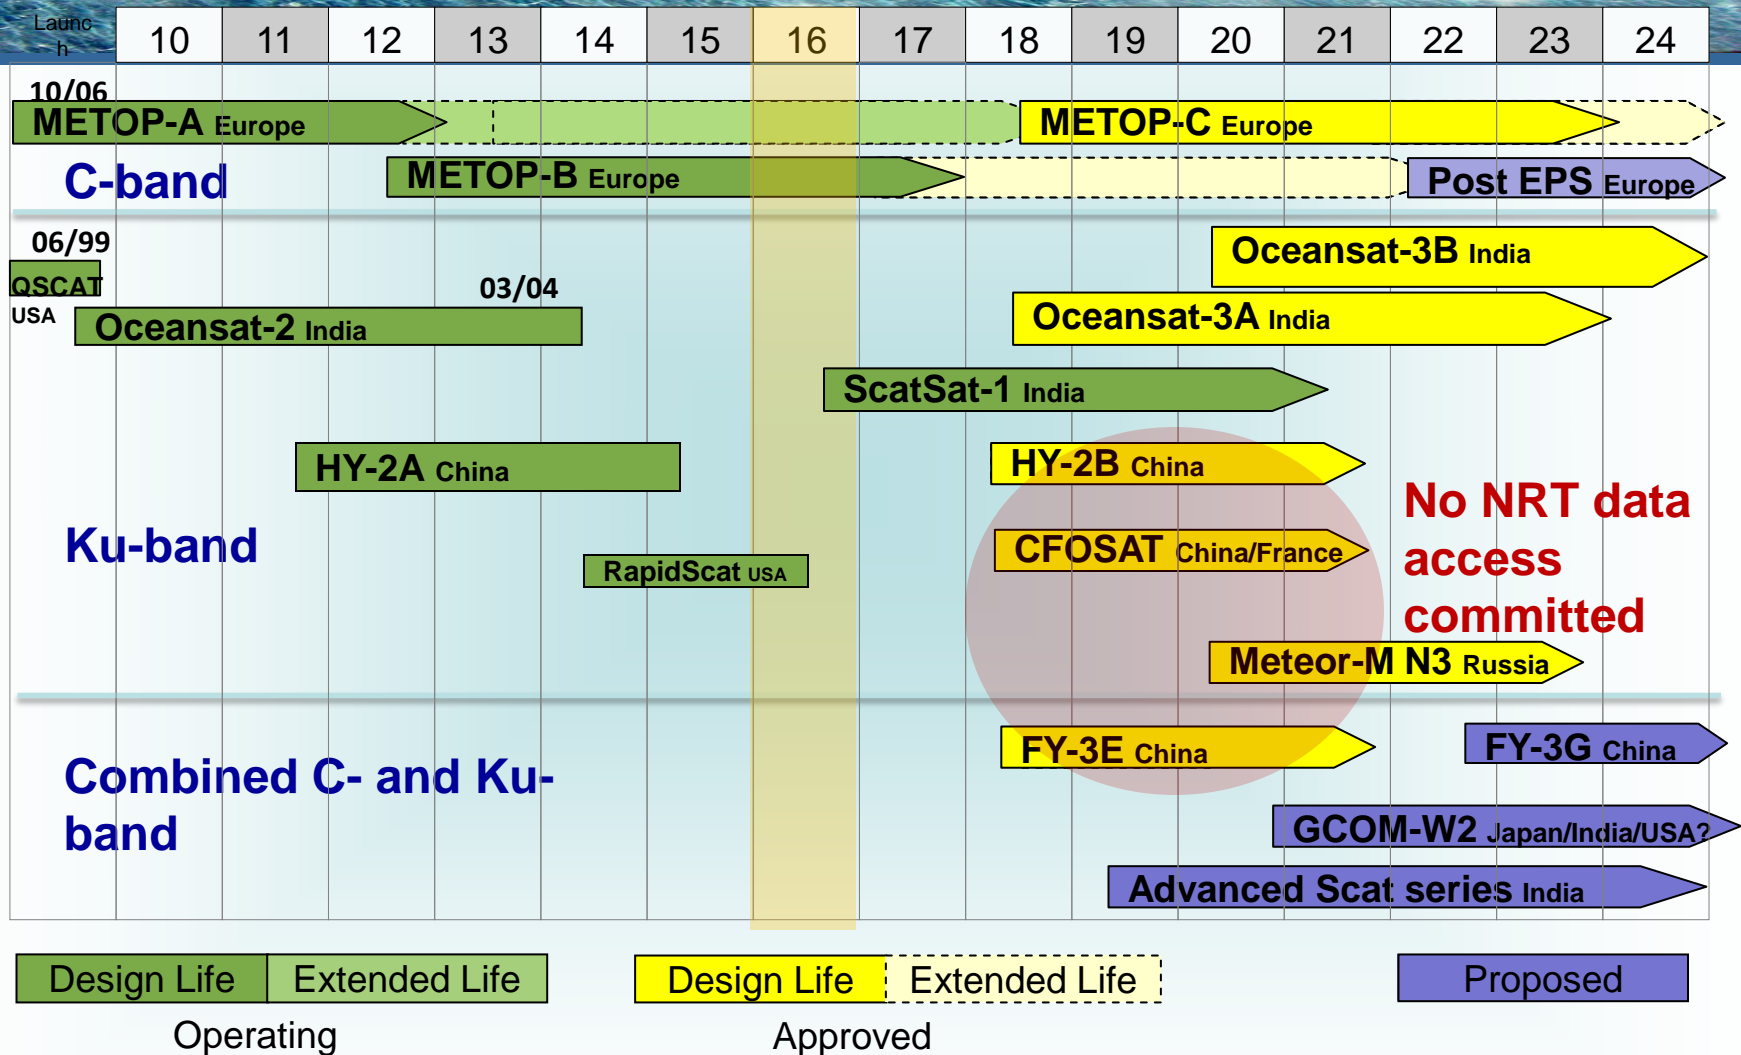 Launc
h
10 11 12 13 14 15 16 17 18 19 20 21 22 23 24
10/06
METOP-A Europe
METOP-C Europe
C-band
METOP-B Europe
Post EPS Europe
06/99
QSCAT
USA
03/04
Oceansat-2 India
Oceansat-3B India
Oceansat-3A India
ScatSat-1 India
HY-2A China
HY-2B China
Ku-band
RapidScat USA
CFOSAT China/France
No NRT data
access
committed
Meteor-M N3 Russia
Combined C- and Ku-
band
FY-3E China
FY-3G China
GCOM-W2 Japan/India/USA?
Advanced Scat series India
Design Life
Extended Life
Design Life
Extended Life
Proposed
Operating
Approved